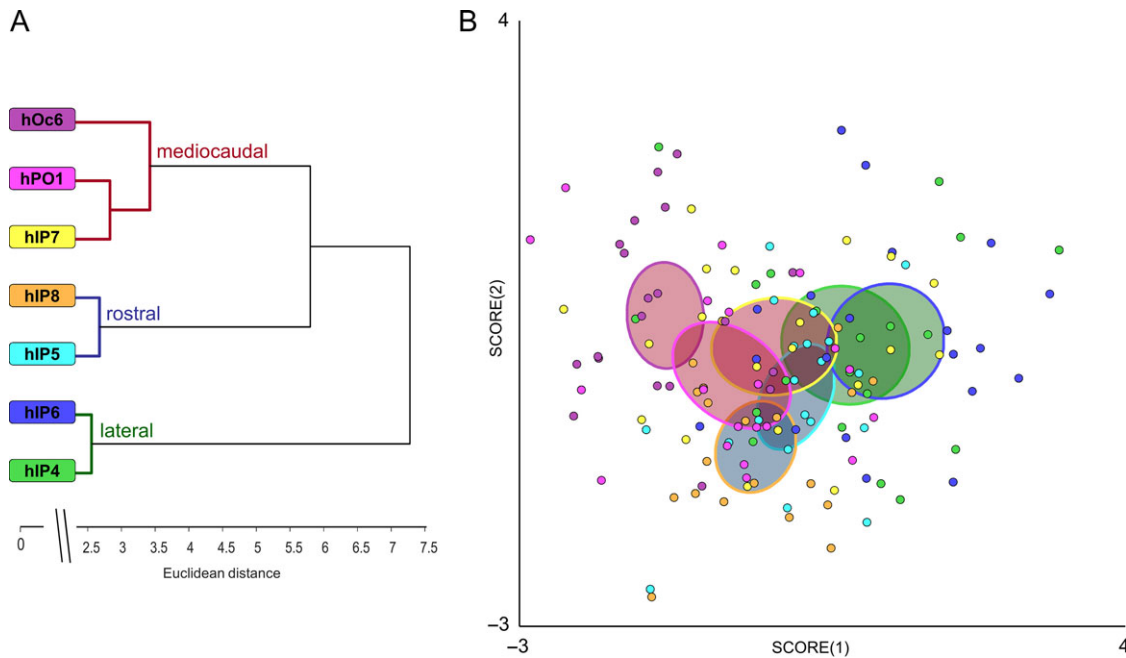 A
hOc6
mediocaudal
hPO1
hIP7
hIP8
rostral
hIP5
hIP6
lateral
hIP4
0 2.5 3 3.5 4 4.5 5 5.5 6 6.5 7 7.5
Euclidean distance
B
4
SCORE(2)
–3
–3 SCORE(1) 4